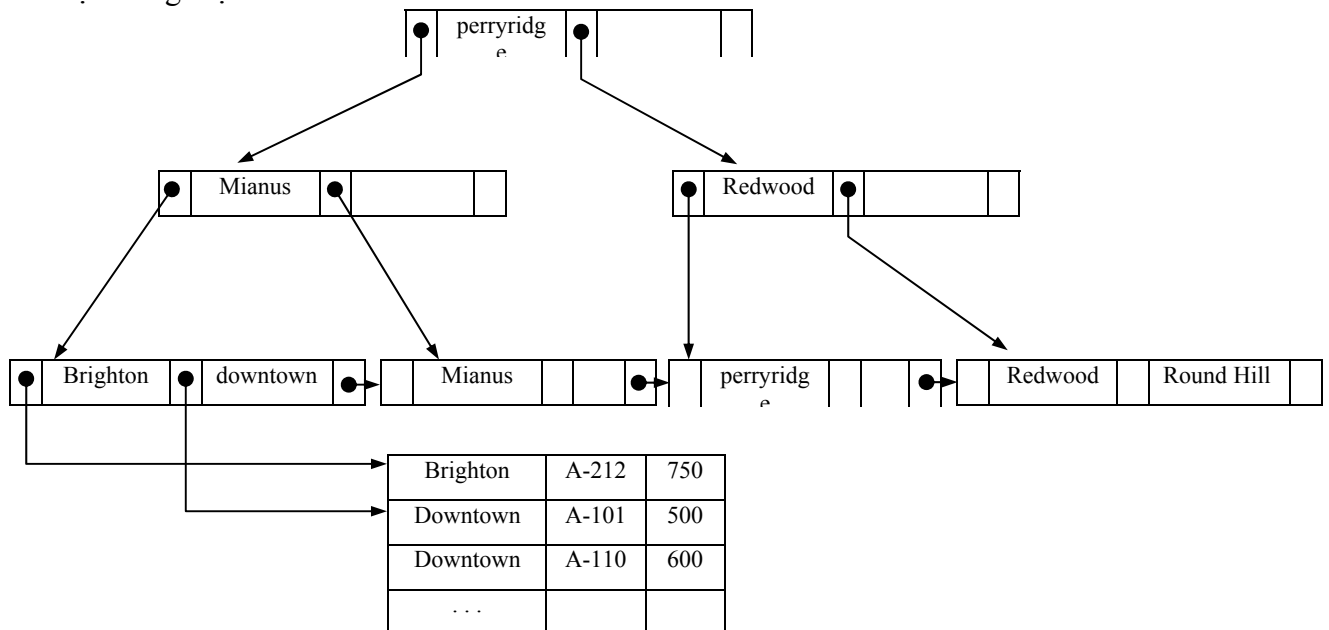 perryridg
e
Mianus
Redwood
Brighton
downtown
Mianus
perryridg
e
Redwood
Round Hill
Brighton A-212 750
Downtown A-101 500
Downtown A-110 600
. . .